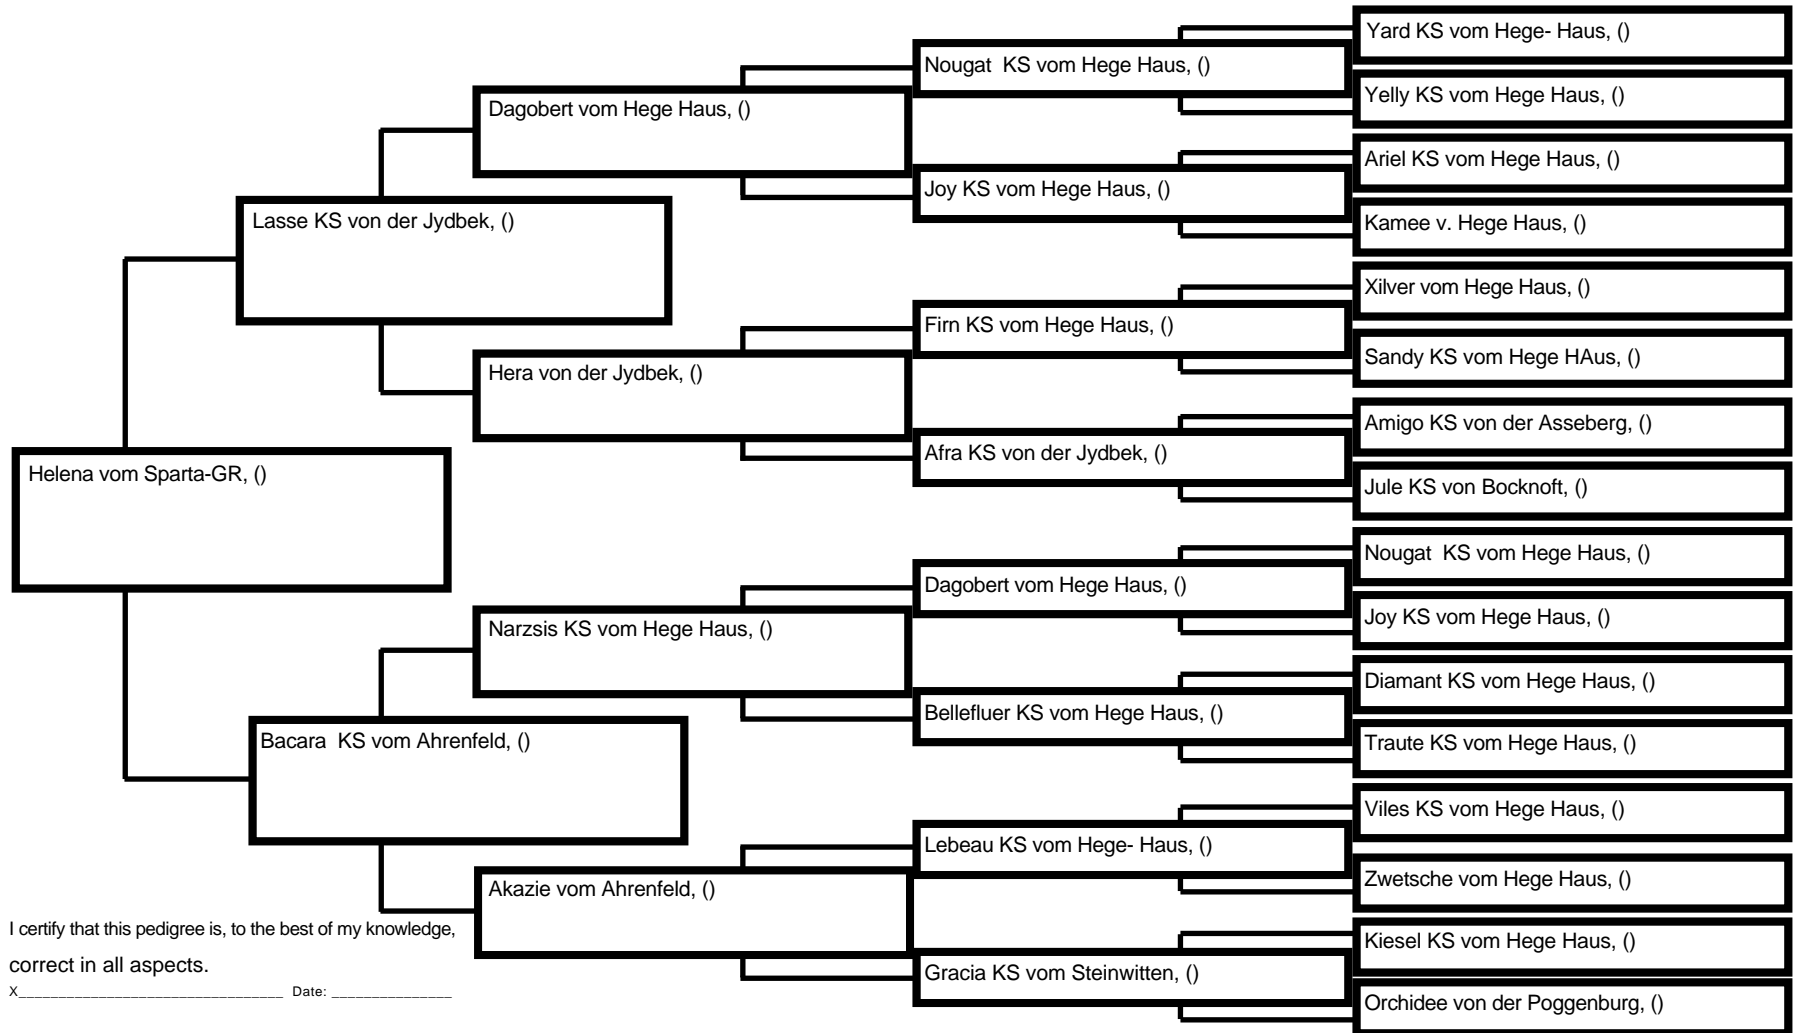 Helena vom Sparta-GR, ()
Lasse KS von der Jydbek, ()
Bacara  KS vom Ahrenfeld, ()
Dagobert vom Hege Haus, ()
Hera von der Jydbek, ()
Narzsis KS vom Hege Haus, ()
Akazie vom Ahrenfeld, ()
Nougat  KS vom Hege Haus, ()
Joy KS vom Hege Haus, ()
Firn KS vom Hege Haus, ()
Afra KS von der Jydbek, ()
Dagobert vom Hege Haus, ()
Bellefluer KS vom Hege Haus, ()
Lebeau KS vom Hege- Haus, ()
Gracia KS vom Steinwitten, ()
Yard KS vom Hege- Haus, ()
Yelly KS vom Hege Haus, ()
Ariel KS vom Hege Haus, ()
Kamee v. Hege Haus, ()
Xilver vom Hege Haus, ()
Sandy KS vom Hege HAus, ()
Amigo KS von der Asseberg, ()
Jule KS von Bocknoft, ()
Nougat  KS vom Hege Haus, ()
Joy KS vom Hege Haus, ()
Diamant KS vom Hege Haus, ()
Traute KS vom Hege Haus, ()
Viles KS vom Hege Haus, ()
Zwetsche vom Hege Haus, ()
Kiesel KS vom Hege Haus, ()
Orchidee von der Poggenburg, ()
I certify that this pedigree is, to the best of my knowledge,
correct in all aspects.
X_________________________________ Date: _______________